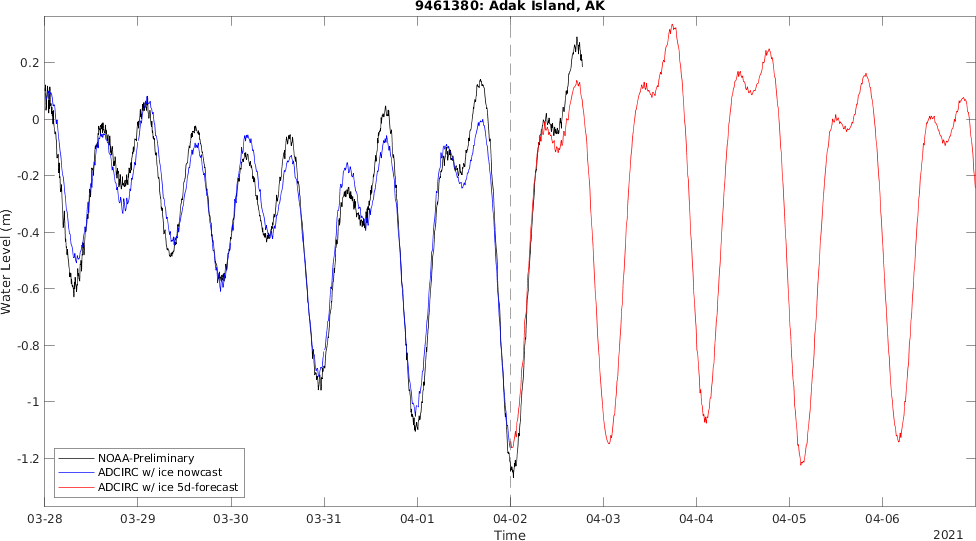 9461380: Adak Island, AK
Water Level (m)
0.2
0
-0.2
-0.4
-0.6
-0.8
-1
-1.2
NOAA-Preliminary
ADCIRC w/ ice nowcast
ADCIRC w/ ice 5d-forecast
03-28 03-29 03-30 03-31 04-01 04-02 04-03 04-04 04-05 04-06
Time
2021